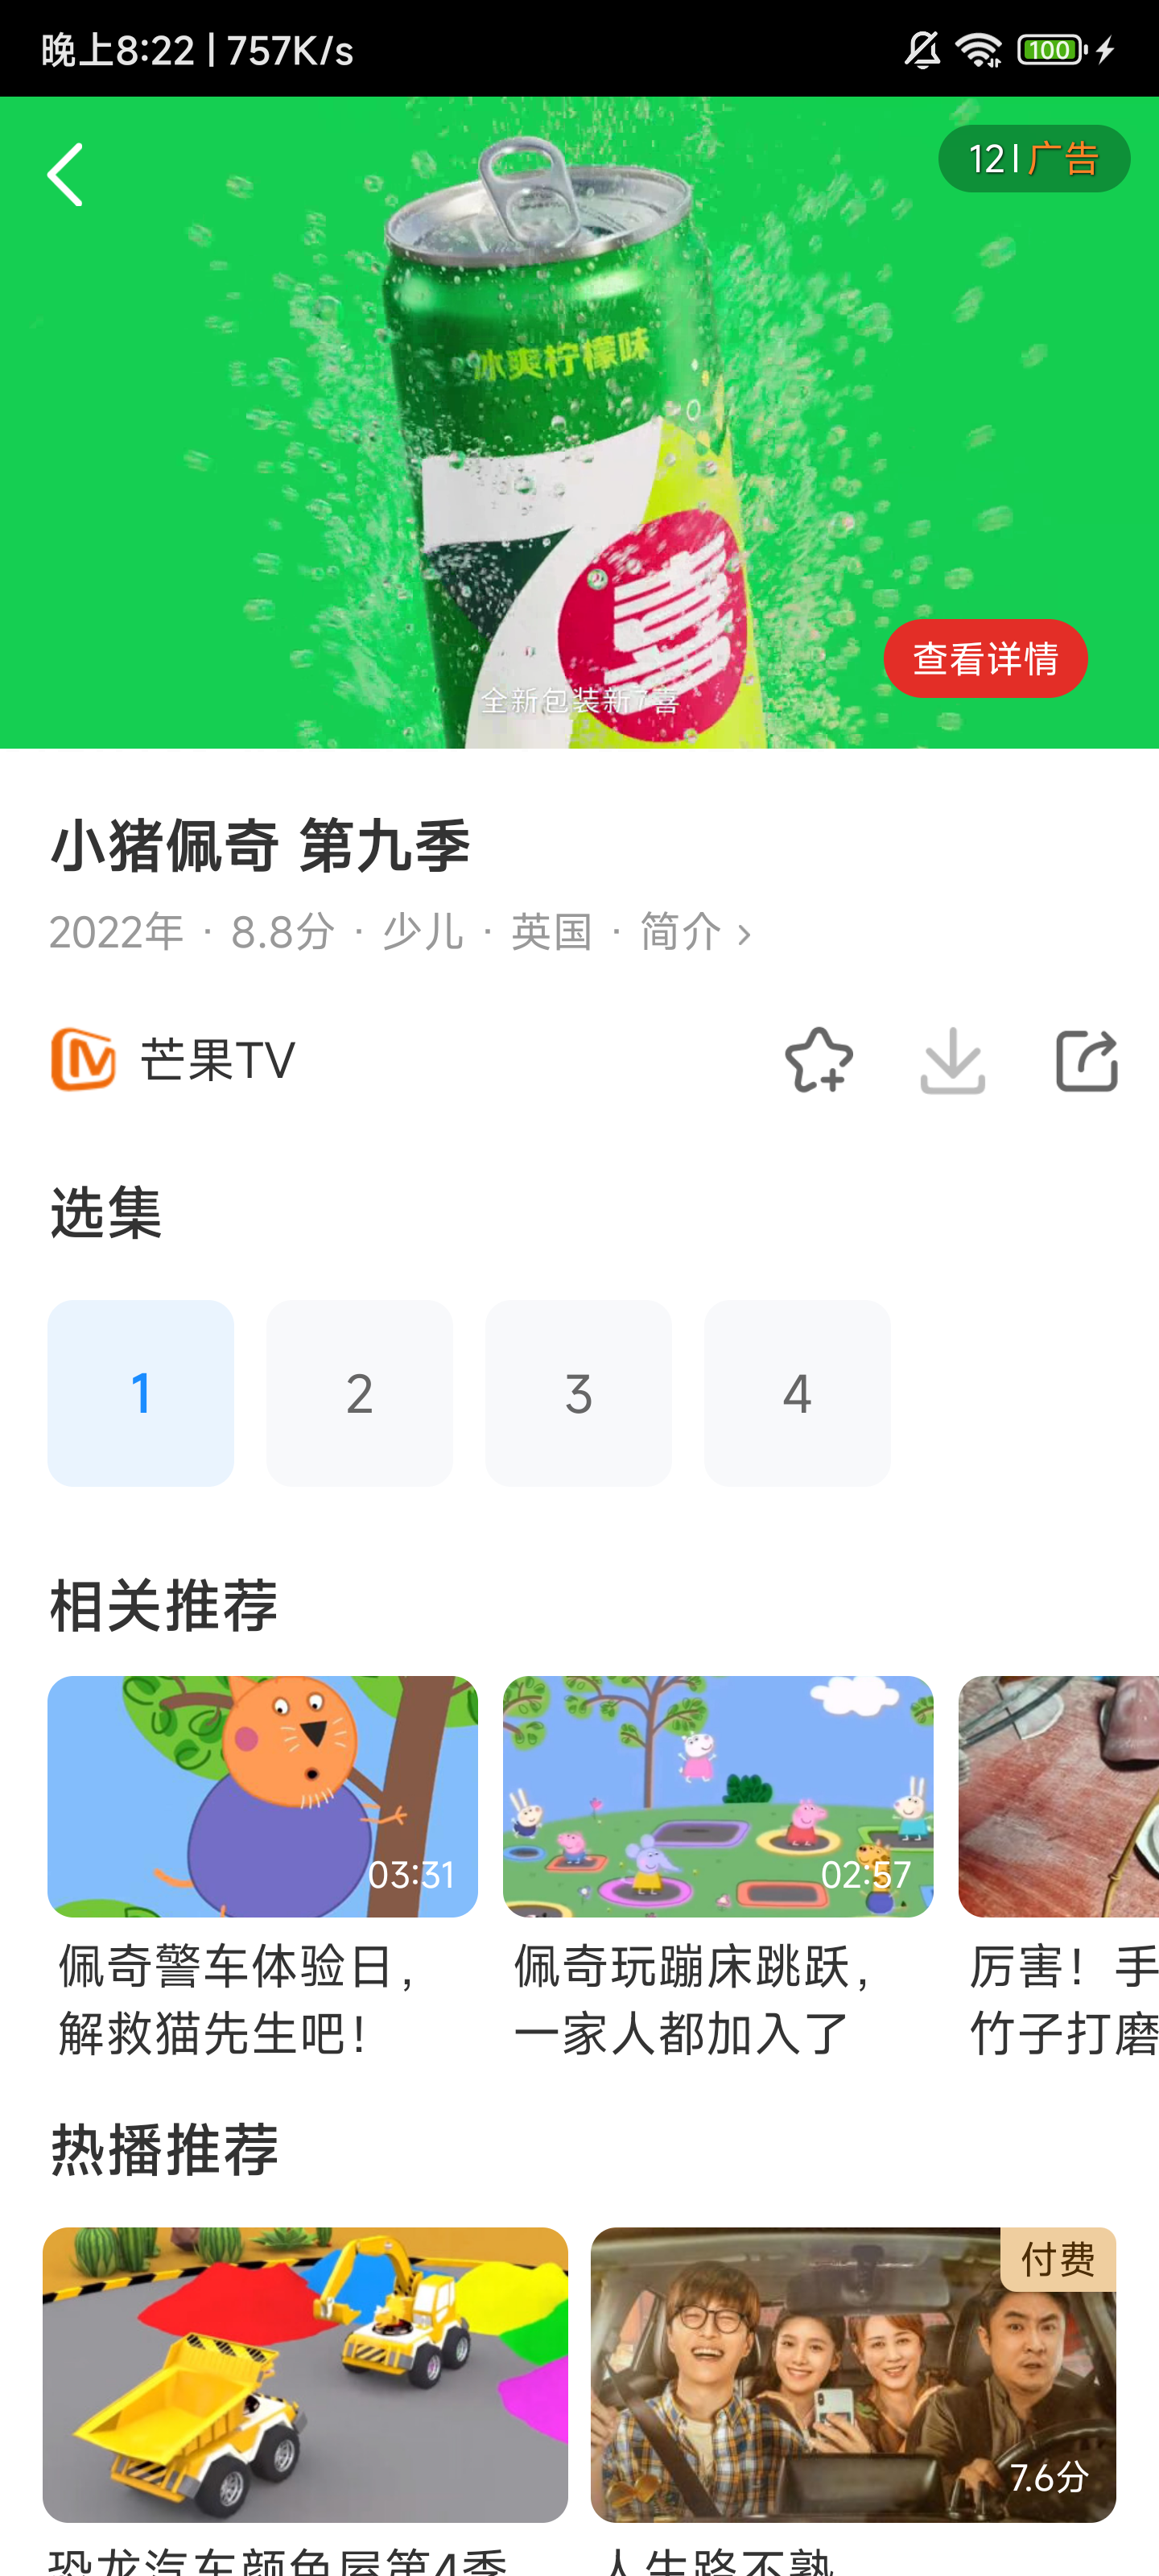 晚上8:22 | 757K/s
100
12 | 广告
冰爽柠檬味
7喜
查看详情
全新包装新7喜
小猪佩奇 第九季
2022年 · 8.8分 · 少儿 · 英国 · 简介 >
芒果TV
选集
1
2
3
4
相关推荐
03:31
02:57
佩奇警车体验日，
解救猫先生吧！
佩奇玩蹦床跳跃，
一家人都加入了
厉害！手
竹子打磨
热播推荐
付费
7.6分
恐龙汽车颜色屋第4季
人生路不熟